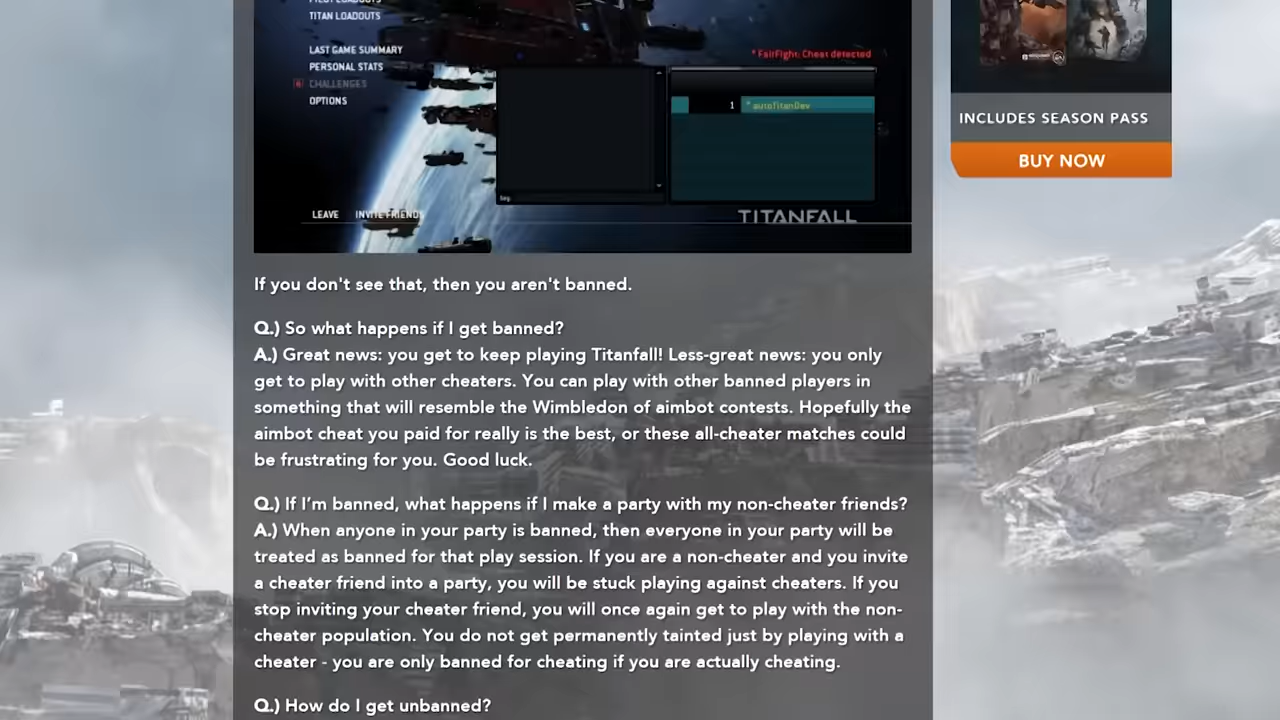 TITAN LOADOUTS
LAST GAME SUMMARY
PERSONAL STATS
CHALLENGES
OPTIONS
* FairFight: Cheat detected
1 * autoTitanDev
LEAVE INVITE FRIENDS
TITANFALL
INCLUDES SEASON PASS
BUY NOW
If you don't see that, then you aren't banned.
Q.) So what happens if I get banned?
A.) Great news: you get to keep playing Titanfall! Less-great news: you only
get to play with other cheaters. You can play with other banned players in
something that will resemble the Wimbledon of aimbot contests. Hopefully the
aimbot cheat you paid for really is the best, or these all-cheater matches could
be frustrating for you. Good luck.
Q.) If I’m banned, what happens if I make a party with my non-cheater friends?
A.) When anyone in your party is banned, then everyone in your party will be
treated as banned for that play session. If you are a non-cheater and you invite
a cheater friend into a party, you will be stuck playing against cheaters. If you
stop inviting your cheater friend, you will once again get to play with the non-
cheater population. You do not get permanently tainted just by playing with a
cheater - you are only banned for cheating if you are actually cheating.
Q.) How do I get unbanned?